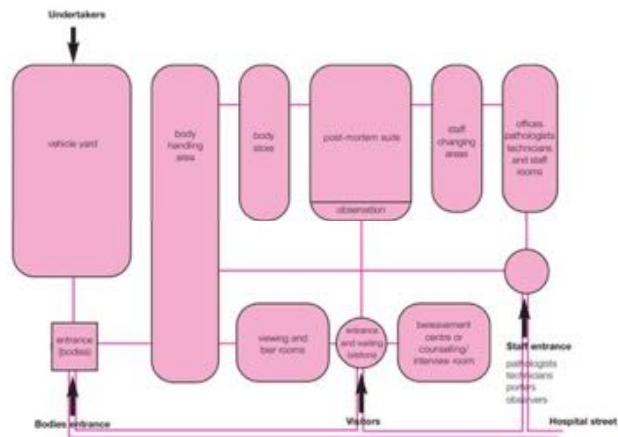 Undertakers
vehicle yard
body
handling
area
body
store
post-mortem suite
observation
staff
changing
areas
offices
pathologists
technicians
and staff
rooms
entrance
(bodies)
viewing and
bier rooms
entrance
and waiting
(visitors)
bereavement
centre or
counselling/
interview room
Staff entrance
pathologists
technicians
porters
observers
Bodies entrance
Visitors
Hospital street